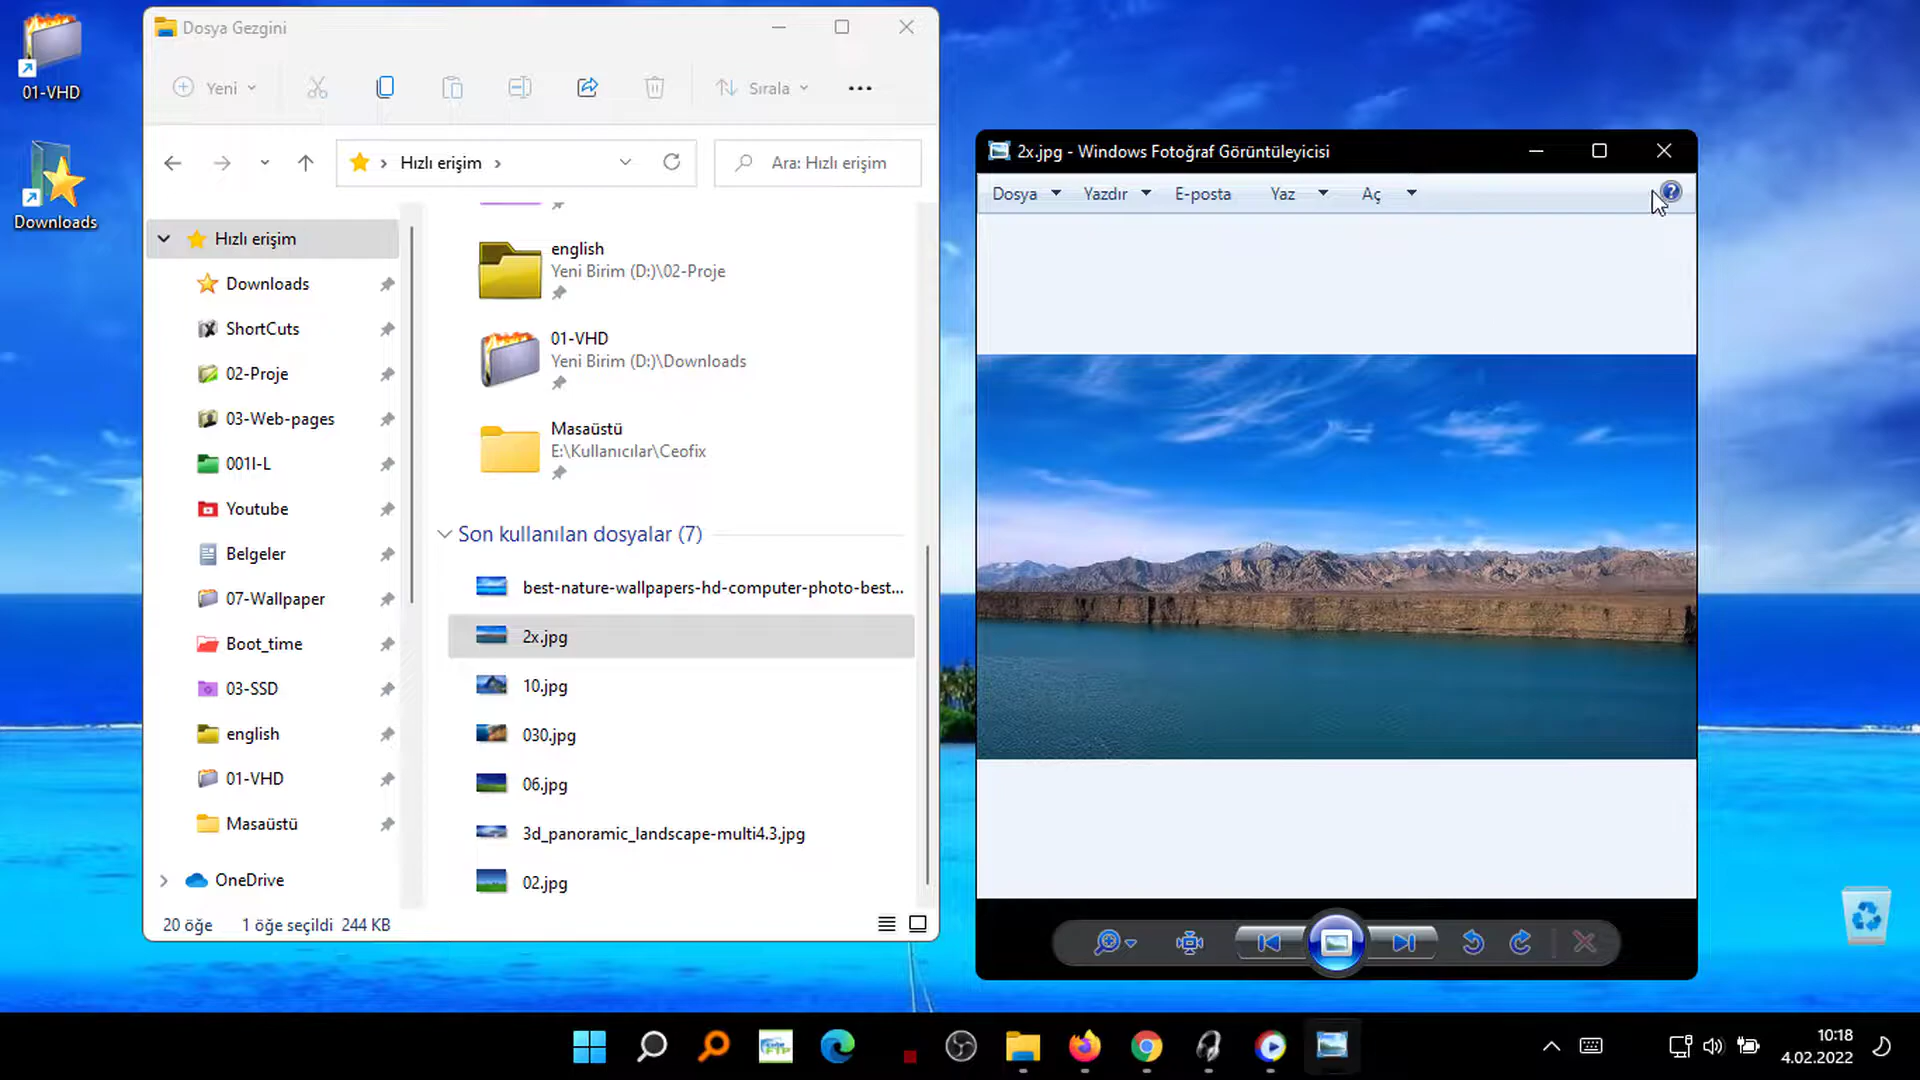 01-VHD
Downloads
Dosya Gezgini
Yeni
Sırala
Hızlı erişim
Ara: Hızlı erişim
Hızlı erişim
Downloads
ShortCuts
02-Proje
03-Web-pages
001I-L
Youtube
Belgeler
07-Wallpaper
Boot_time
03-SSD
english
01-VHD
Masaüstü
OneDrive
english
Yeni Birim (D:)\02-Proje
01-VHD
Yeni Birim (D:)\Downloads
Masaüstü
E:\Kullanıcılar\Ceofix
Son kullanılan dosyalar (7)
best-nature-wallpapers-hd-computer-photo-best...
2x.jpg
10.jpg
030.jpg
06.jpg
3d_panoramic_landscape-multi4.3.jpg
02.jpg
20 öğe
1 öğe seçildi 244 KB
2x.jpg - Windows Fotoğraf Görüntüleyicisi
Dosya
Yazdır
E-posta
Yaz
Aç
FTP
10:18
4.02.2022